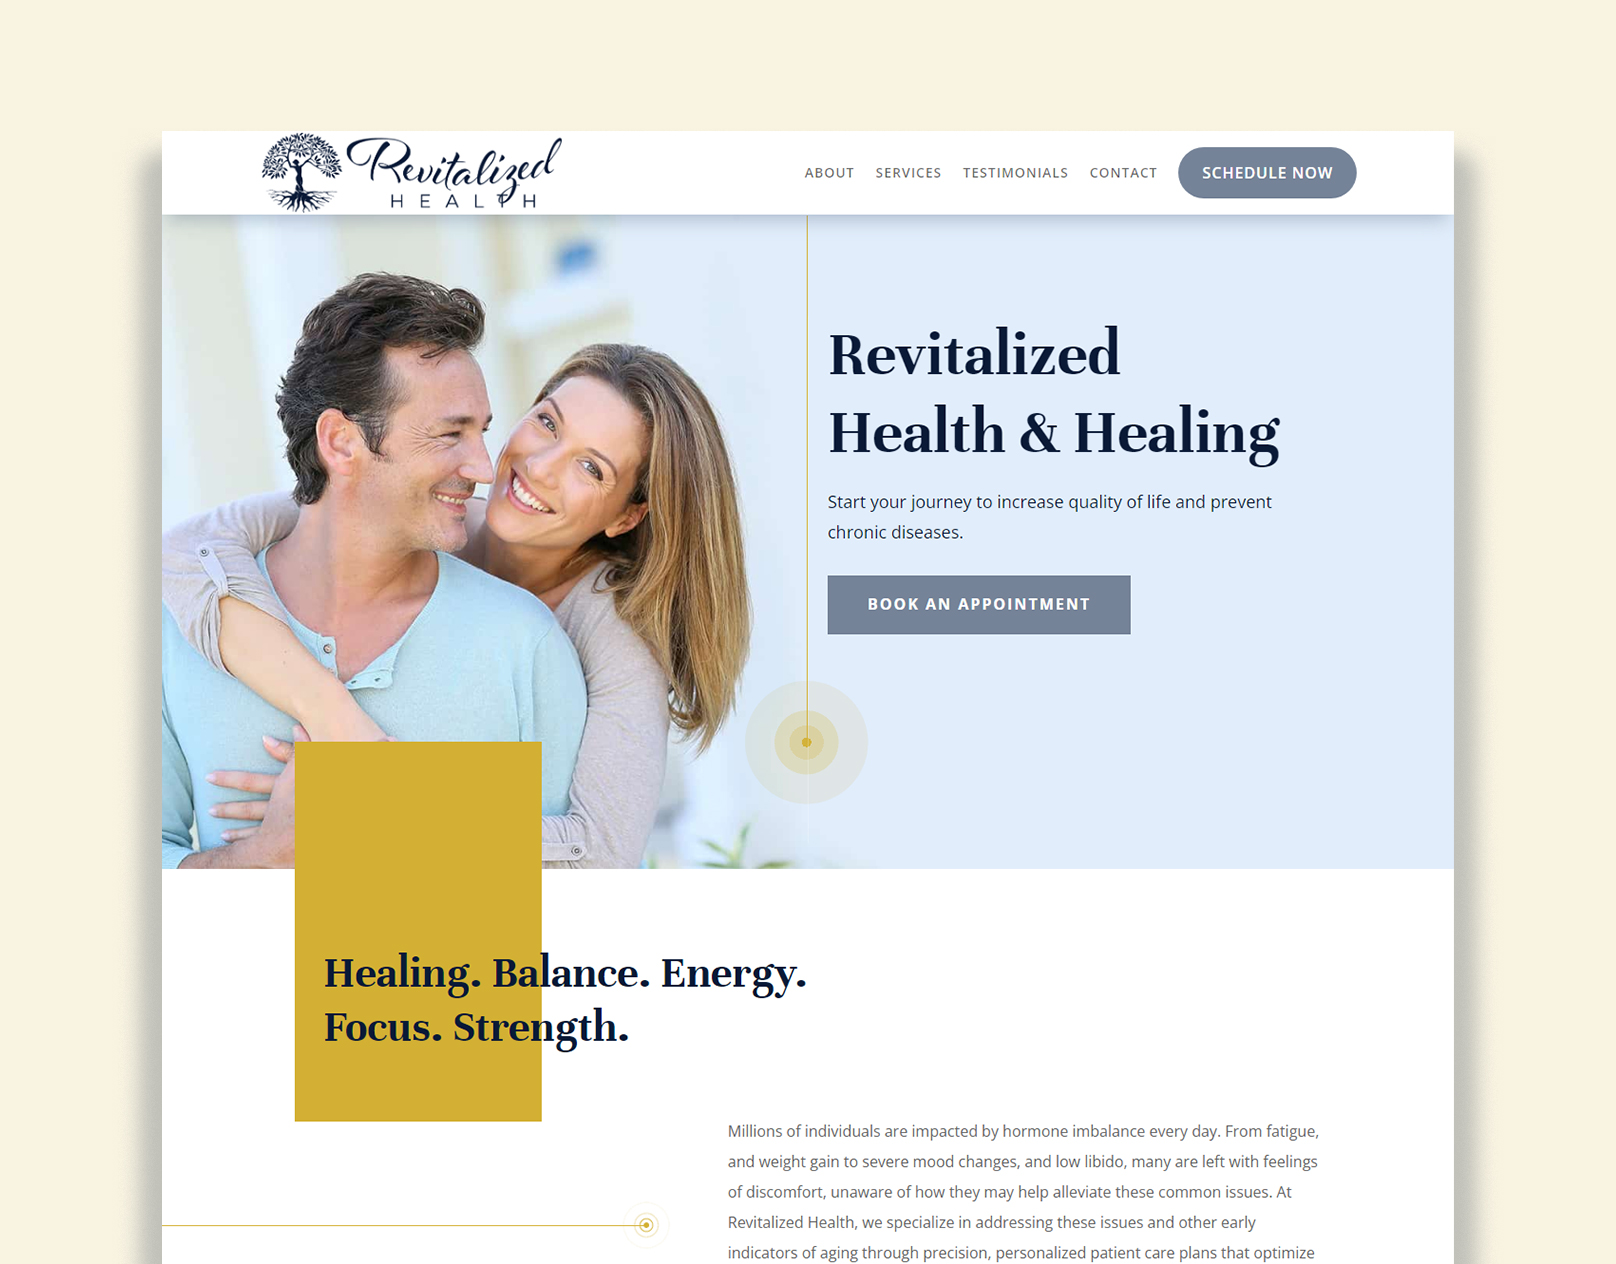 Revitalized
HEALTH
ABOUT SERVICES TESTIMONIALS CONTACT SCHEDULE NOW
Revitalized
Health & Healing
Start your journey to increase quality of life and prevent
chronic diseases.
BOOK AN APPOINTMENT
Healing. Balance. Energy.
Focus. Strength.
Millions of individuals are impacted by hormone imbalance every day. From fatigue,
and weight gain to severe mood changes, and low libido, many are left with feelings
of discomfort, unaware of how they may help alleviate these common issues. At
Revitalized Health, we specialize in addressing these issues and other early
indicators of aging through precision, personalized patient care plans that optimize